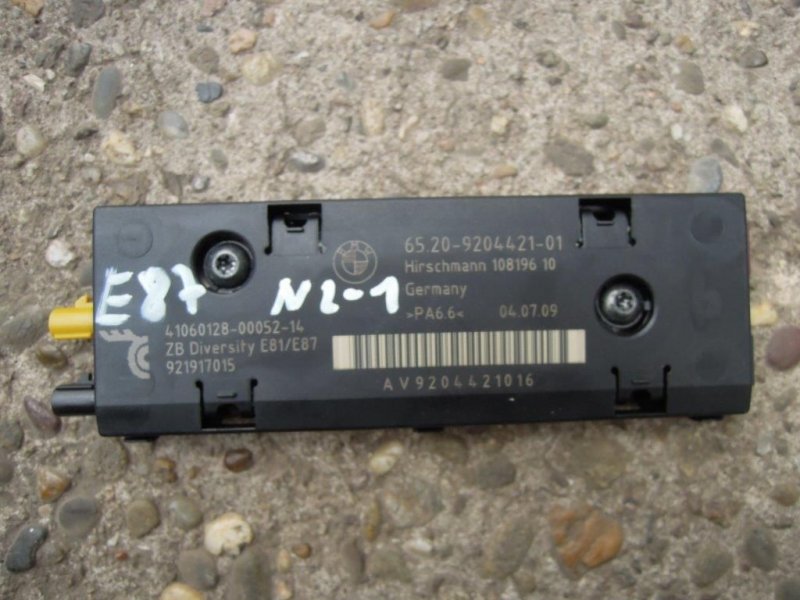 65.20-9204421-01
Hirschmann 108196 10
Germany
>PA6.6< 04.07.09
E87 N2-1
41060128-00052-14
ZB Diversity E81/E87
921917015
AV9204421016